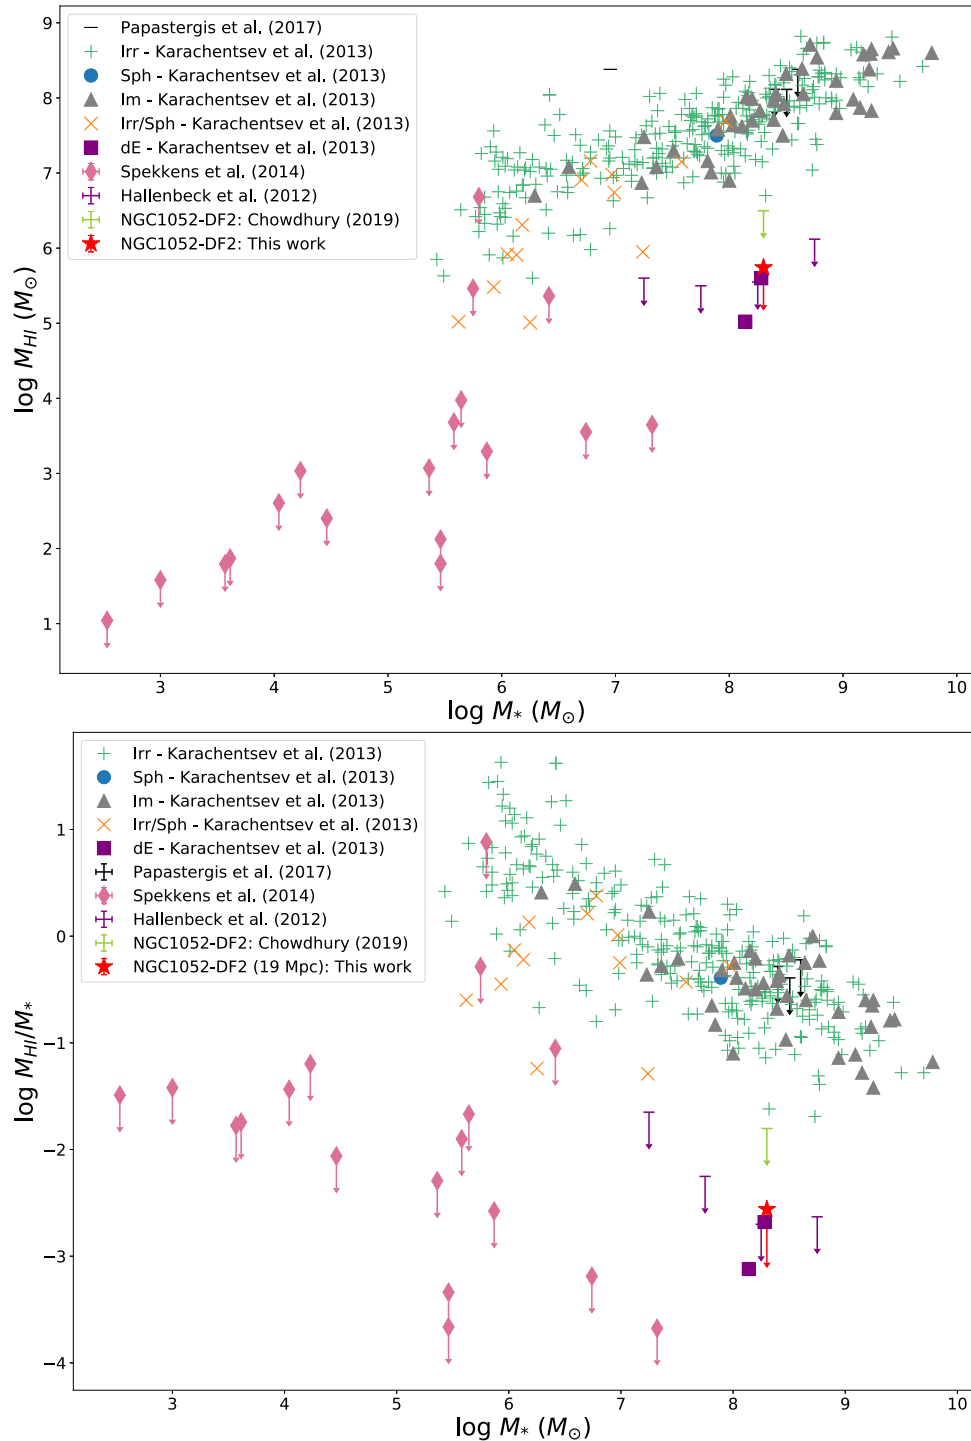 9
8
7
6
5
4
3
2
1
log M_HI (M_⊙)
Papastergis et al. (2017)
Irr - Karachentsev et al. (2013)
Sph - Karachentsev et al. (2013)
Im - Karachentsev et al. (2013)
Irr/Sph - Karachentsev et al. (2013)
dE - Karachentsev et al. (2013)
Spekkens et al. (2014)
Hallenbeck et al. (2012)
NGC1052-DF2: Chowdhury (2019)
NGC1052-DF2: This work
3 4 5 6 7 8 9 10
log M_* (M_⊙)
1
0
−1
−2
−3
−4
log M_HI/M_*
Irr - Karachentsev et al. (2013)
Sph - Karachentsev et al. (2013)
Im - Karachentsev et al. (2013)
Irr/Sph - Karachentsev et al. (2013)
dE - Karachentsev et al. (2013)
Papastergis et al. (2017)
Spekkens et al. (2014)
Hallenbeck et al. (2012)
NGC1052-DF2: Chowdhury (2019)
NGC1052-DF2 (19 Mpc): This work
3 4 5 6 7 8 9 10
log M_* (M_⊙)